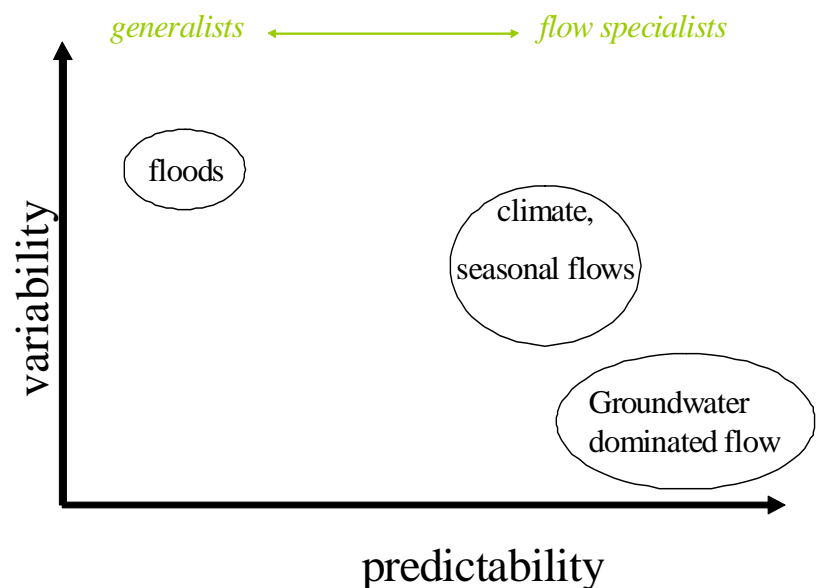 generalists flow specialists
floods
climate,
seasonal flows
variability
Groundwater
dominated flow
predictability